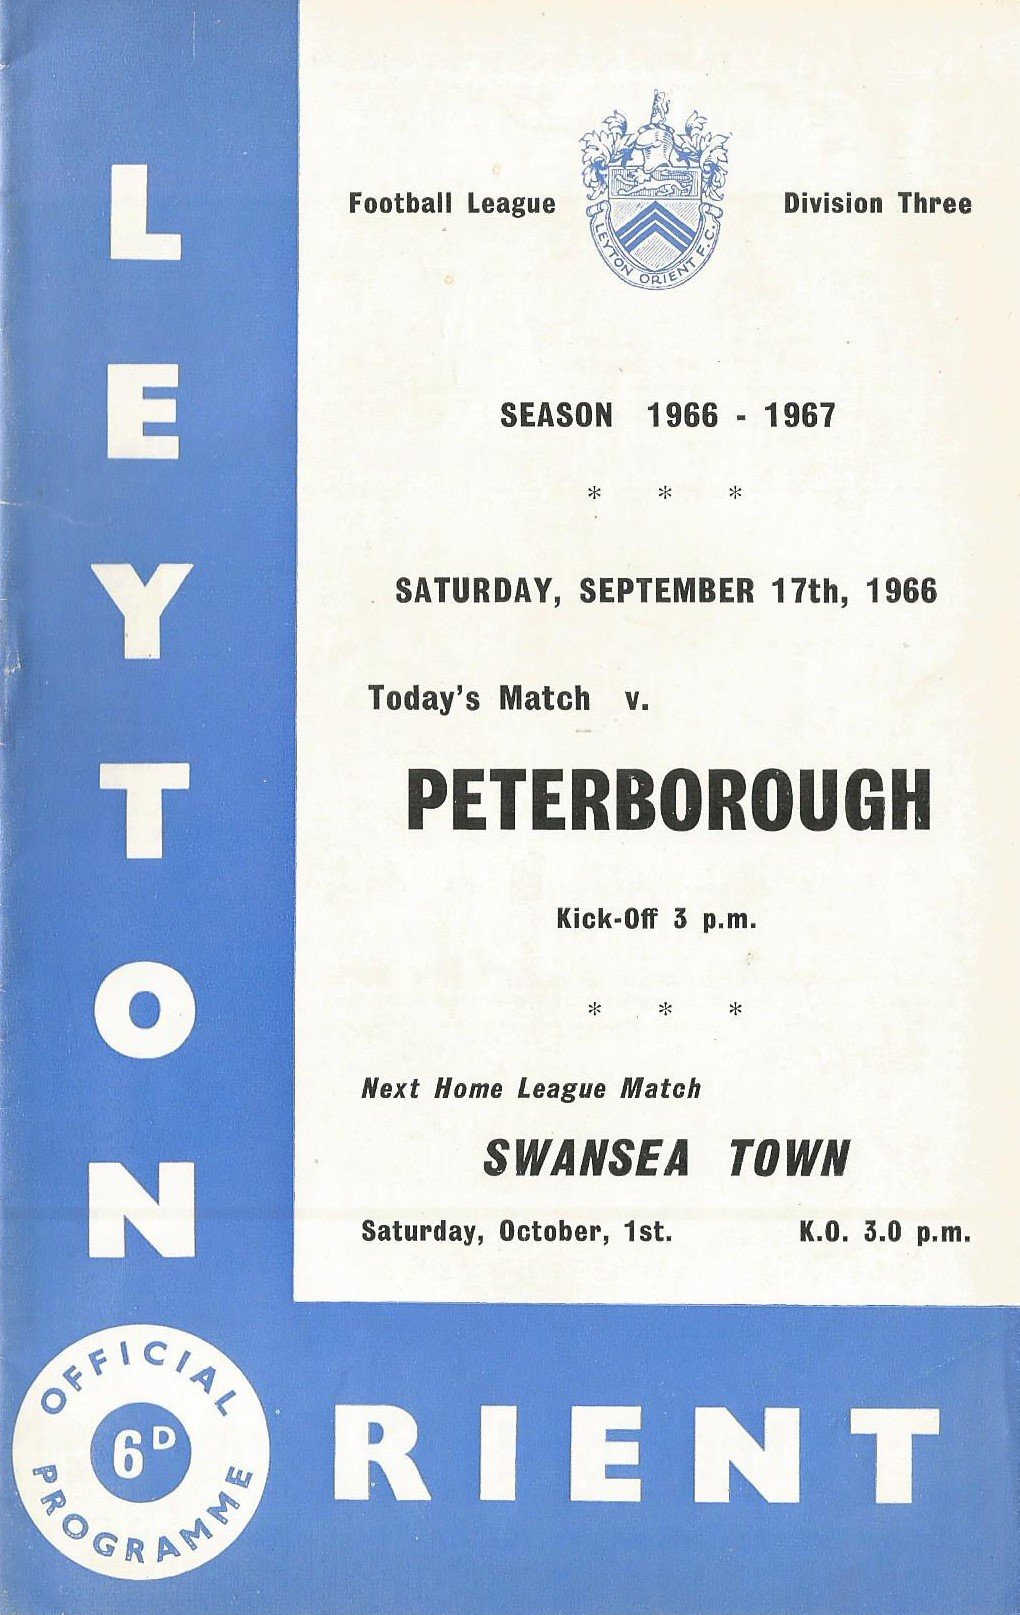 LEYTON
Football League
LEYTON ORIENT F.C.
Division Three
SEASON 1966 - 1967
* * *
SATURDAY, SEPTEMBER 17th, 1966
Today's Match v.
PETERBOROUGH
Kick-Off 3 p.m.
* * *
Next Home League Match
SWANSEA TOWN
Saturday, October, 1st. K.O. 3.0 p.m.
OFFICIAL
6D
PROGRAMME
RIENT